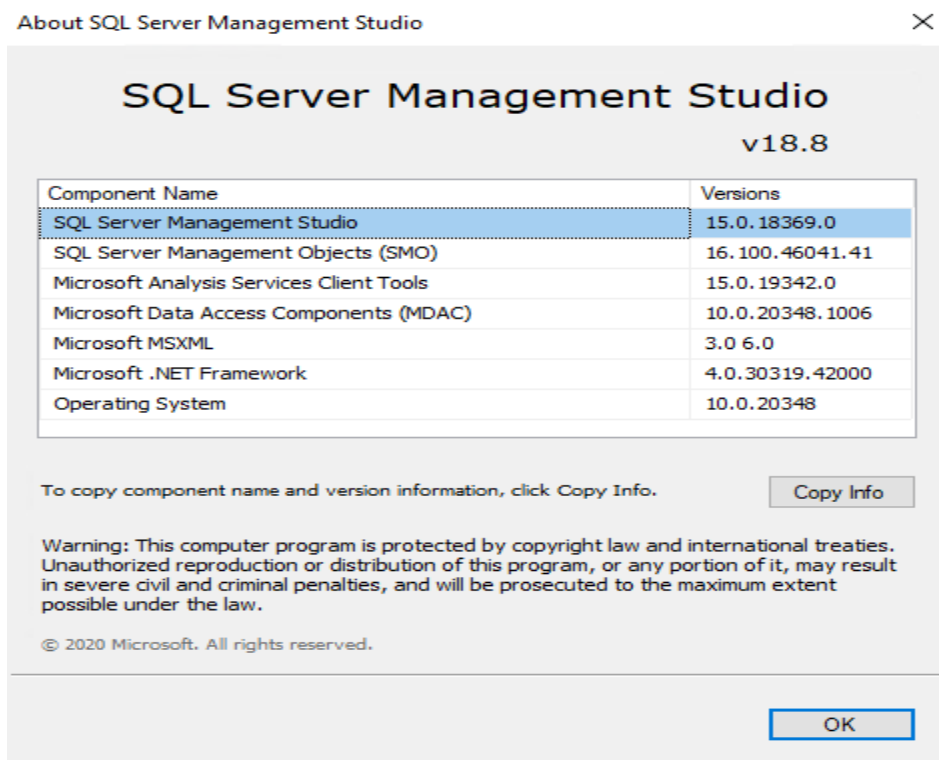 About SQL Server Management Studio
SQL Server Management Studio
v18.8
Component Name Versions
SQL Server Management Studio 15.0.18369.0
SQL Server Management Objects (SMO) 16.100.46041.41
Microsoft Analysis Services Client Tools 15.0.19342.0
Microsoft Data Access Components (MDAC) 10.0.20348.1006
Microsoft MSXML 3.0 6.0
Microsoft .NET Framework 4.0.30319.42000
Operating System 10.0.20348
To copy component name and version information, click Copy Info. Copy Info
Warning: This computer program is protected by copyright law and international treaties.
Unauthorized reproduction or distribution of this program, or any portion of it, may result
in severe civil and criminal penalties, and will be prosecuted to the maximum extent
possible under the law.
© 2020 Microsoft. All rights reserved.
OK